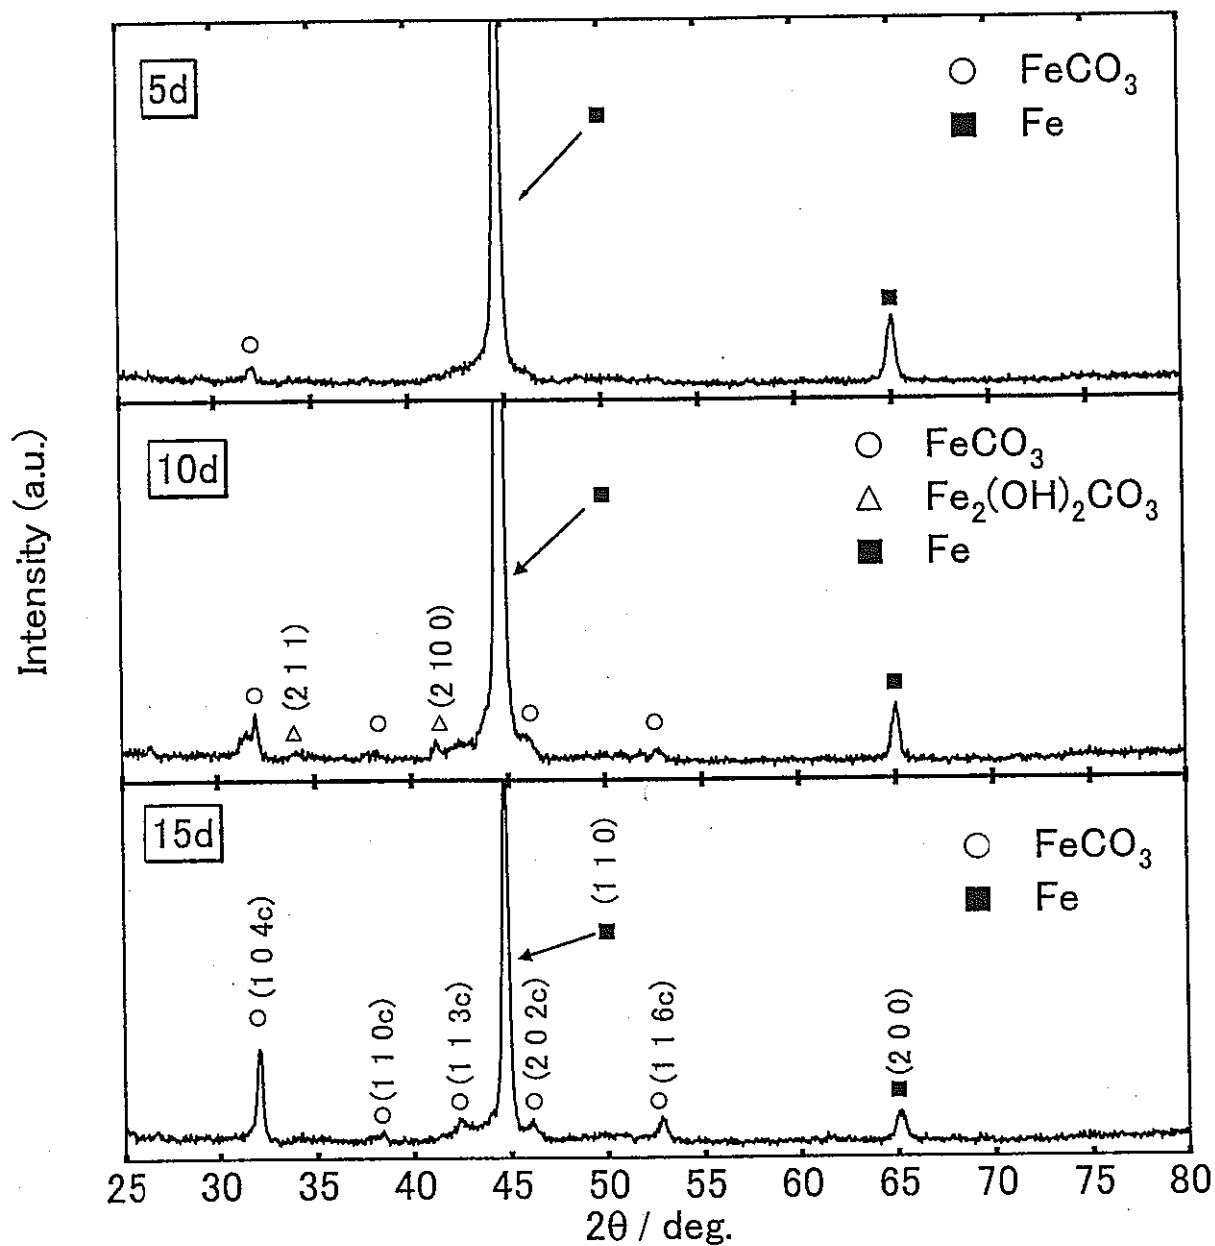 5d
○ FeCO₃
■ Fe
10d
○ FeCO₃
△ Fe₂(OH)₂CO₃
■ Fe
(2 1 1)
(2 10 0)
15d
○ FeCO₃
■ Fe
(1 0 4c)
(1 1 0c)
(1 1 3c)
(1 1 0)
(2 0 2c)
(1 1 6c)
(2 0 0)
Intensity (a.u.)
25 30 35 40 45 50 55 60 65 70 75 80
2θ / deg.